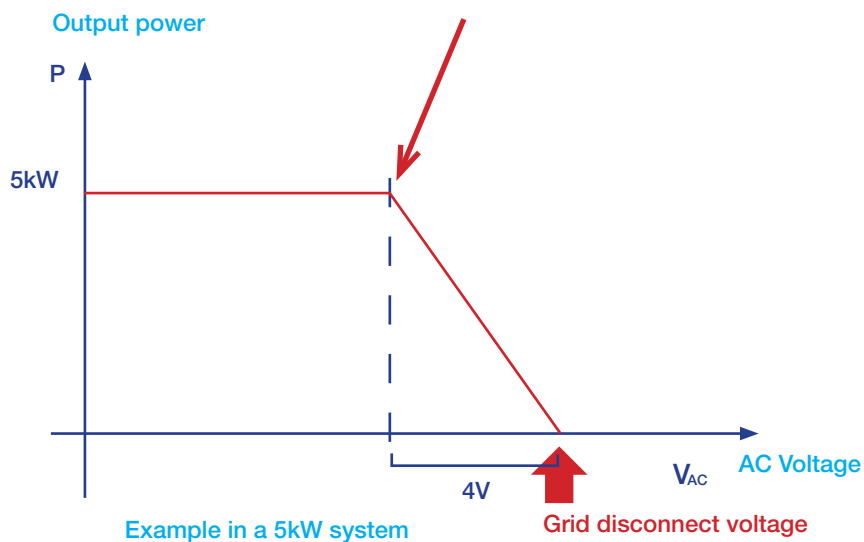 Output power
P
5kW
4V
VAC
AC Voltage
Example in a 5kW system
Grid disconnect voltage